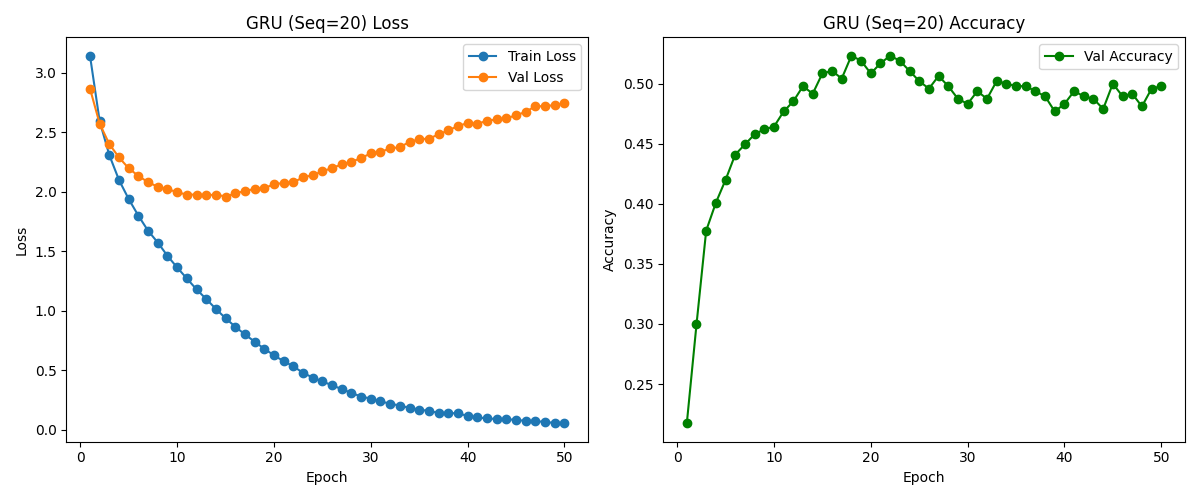 GRU (Seq=20) Loss
Train Loss
Val Loss
3.0
2.5
2.0
1.5
1.0
0.5
0.0
Loss
0 10 20 30 40 50
Epoch
GRU (Seq=20) Accuracy
Val Accuracy
0.50
0.45
0.40
0.35
0.30
0.25
Accuracy
0 10 20 30 40 50
Epoch